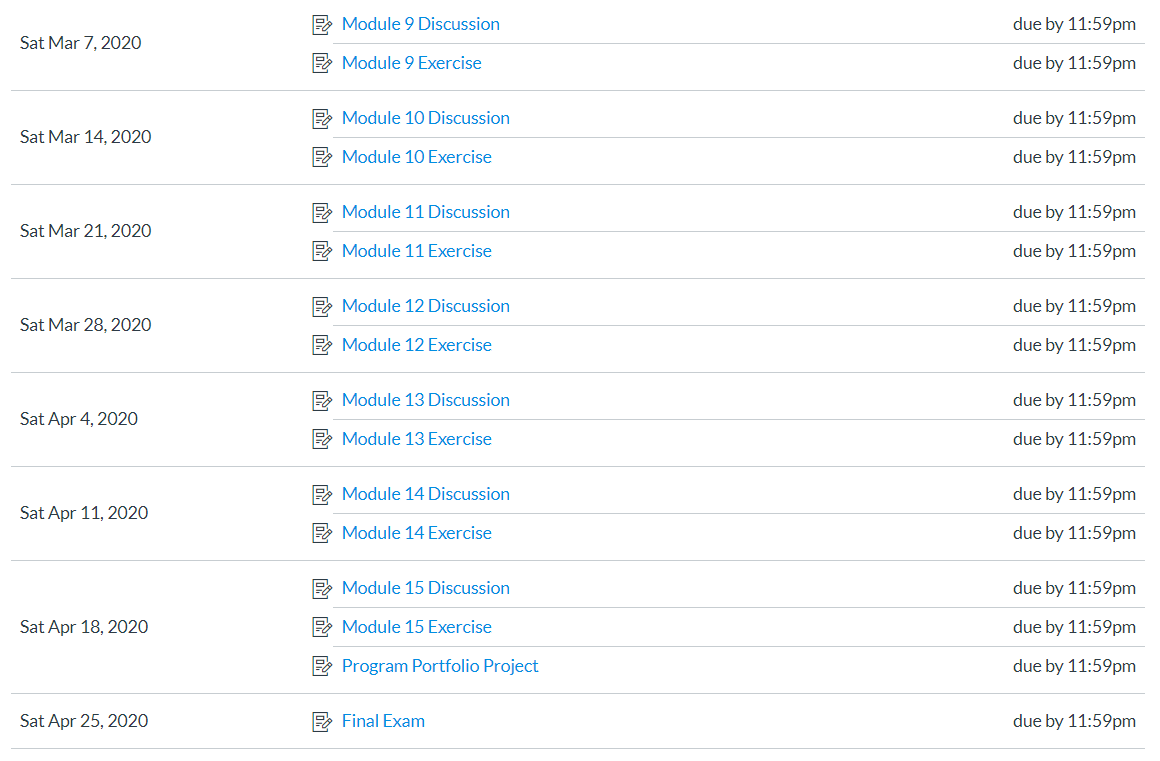 Sat Mar 7, 2020
Module 9 Discussion due by 11:59pm
Module 9 Exercise due by 11:59pm
Sat Mar 14, 2020
Module 10 Discussion due by 11:59pm
Module 10 Exercise due by 11:59pm
Sat Mar 21, 2020
Module 11 Discussion due by 11:59pm
Module 11 Exercise due by 11:59pm
Sat Mar 28, 2020
Module 12 Discussion due by 11:59pm
Module 12 Exercise due by 11:59pm
Sat Apr 4, 2020
Module 13 Discussion due by 11:59pm
Module 13 Exercise due by 11:59pm
Sat Apr 11, 2020
Module 14 Discussion due by 11:59pm
Module 14 Exercise due by 11:59pm
Sat Apr 18, 2020
Module 15 Discussion due by 11:59pm
Module 15 Exercise due by 11:59pm
Program Portfolio Project due by 11:59pm
Sat Apr 25, 2020
Final Exam due by 11:59pm